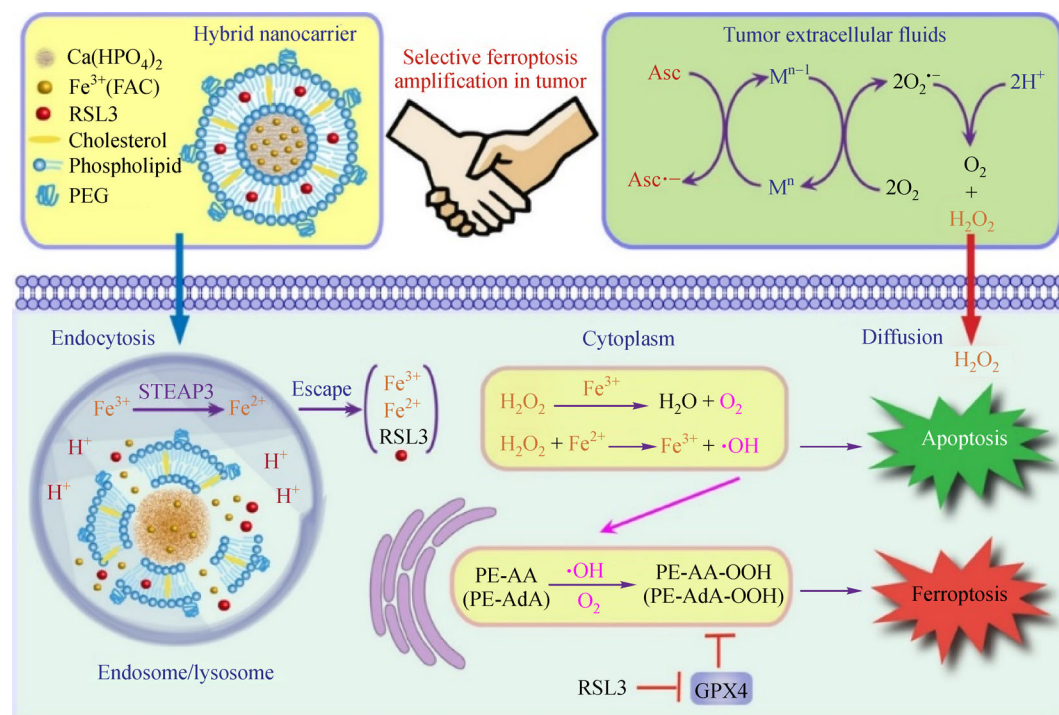 Hybrid nanocarrier
Ca(HPO₄)₂
Fe³⁺(FAC)
RSL3
Cholesterol
Phospholipid
PEG
Selective ferroptosis
amplification in tumor
Tumor extracellular fluids
Asc
Mⁿ⁻¹
2O₂•⁻
2H⁺
Asc•−
Mⁿ
2O₂
O₂
+
H₂O₂
Endocytosis
STEAP3
Fe³⁺
Fe²⁺
H⁺
H⁺
H⁺
H⁺
Endosome/lysosome
Escape
Fe³⁺
Fe²⁺
RSL3
Cytoplasm
Fe³⁺
H₂O₂ H₂O + O₂
H₂O₂ + Fe²⁺ Fe³⁺ + ·OH
Diffusion
H₂O₂
Apoptosis
PE-AA ·OH PE-AA-OOH
(PE-AdA) O₂ (PE-AdA-OOH)
Ferroptosis
RSL3
GPX4